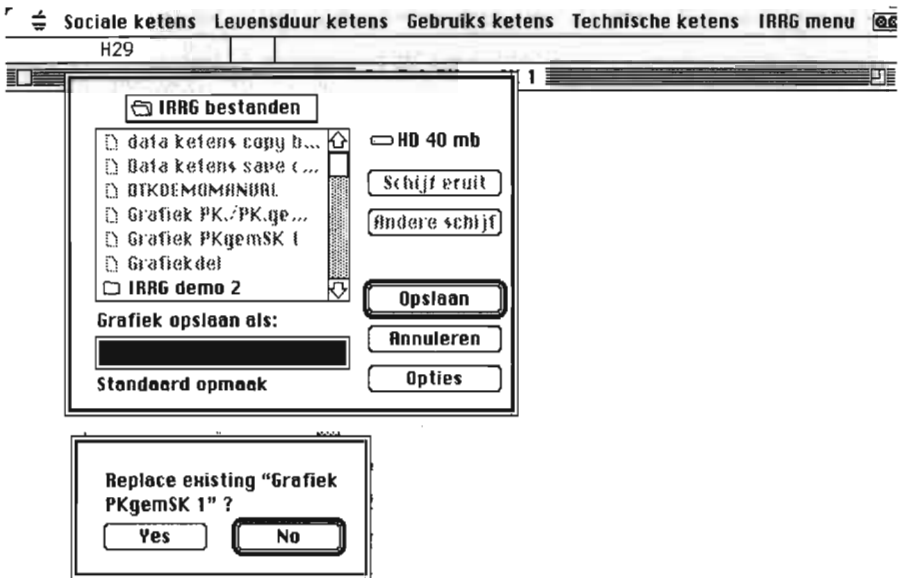 Sociale ketens Levensduur ketens Gebruiks ketens Technische ketens IRRG menu
H29
1
IRRG bestanden
data ketens copy b...
Data ketens save c...
DTKDEMOMANUAL
Grafiek PK./PK.ge...
Grafiek PKgemSK 1
Grafiekdel
IRRG demo 2
HD 40 mb
Schijf eruit
Andere schijf
Opslaan
Grafiek opslaan als:
Annuleren
Standaard opmaak
Opties
Replace existing “Grafiek
PKgemSK 1” ?
Yes No